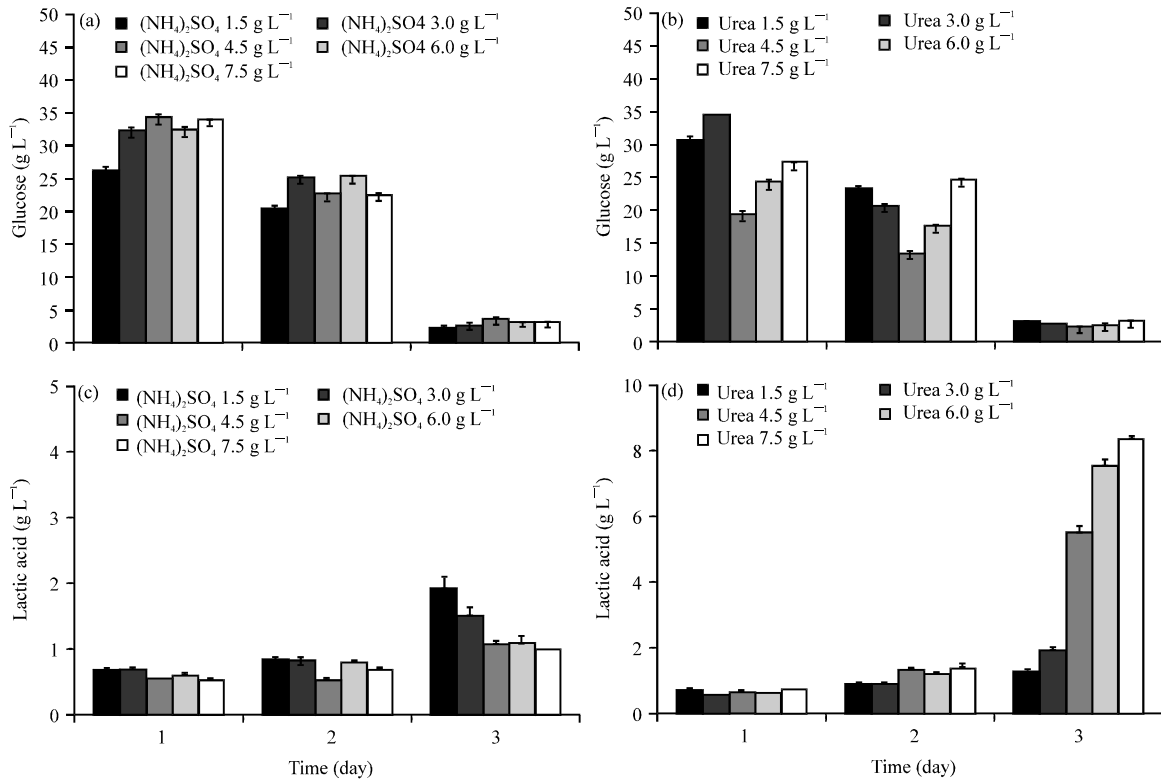 (a) (NH₄)₂SO₄ 1.5 g L⁻¹ (NH₄)₂SO4 3.0 g L⁻¹
(NH₄)₂SO₄ 4.5 g L⁻¹ (NH₄)₂SO4 6.0 g L⁻¹
(NH₄)₂SO₄ 7.5 g L⁻¹
50
45
40
35
30
25
20
15
10
5
0
Glucose (g L⁻¹)
(b) Urea 1.5 g L⁻¹ Urea 3.0 g L⁻¹
Urea 4.5 g L⁻¹ Urea 6.0 g L⁻¹
Urea 7.5 g L⁻¹
50
45
40
35
30
25
20
15
10
5
0
Glucose (g L⁻¹)
(c) (NH₄)₂SO₄ 1.5 g L⁻¹ (NH₄)₂SO₄ 3.0 g L⁻¹
(NH₄)₂SO₄ 4.5 g L⁻¹ (NH₄)₂SO₄ 6.0 g L⁻¹
(NH₄)₂SO₄ 7.5 g L⁻¹
5
4
3
2
1
0
Lactic acid (g L⁻¹)
1 2 3
Time (day)
(d) Urea 1.5 g L⁻¹ Urea 3.0 g L⁻¹
Urea 4.5 g L⁻¹ Urea 6.0 g L⁻¹
Urea 7.5 g L⁻¹
10
8
6
4
2
0
Lactic acid (g L⁻¹)
1 2 3
Time (day)